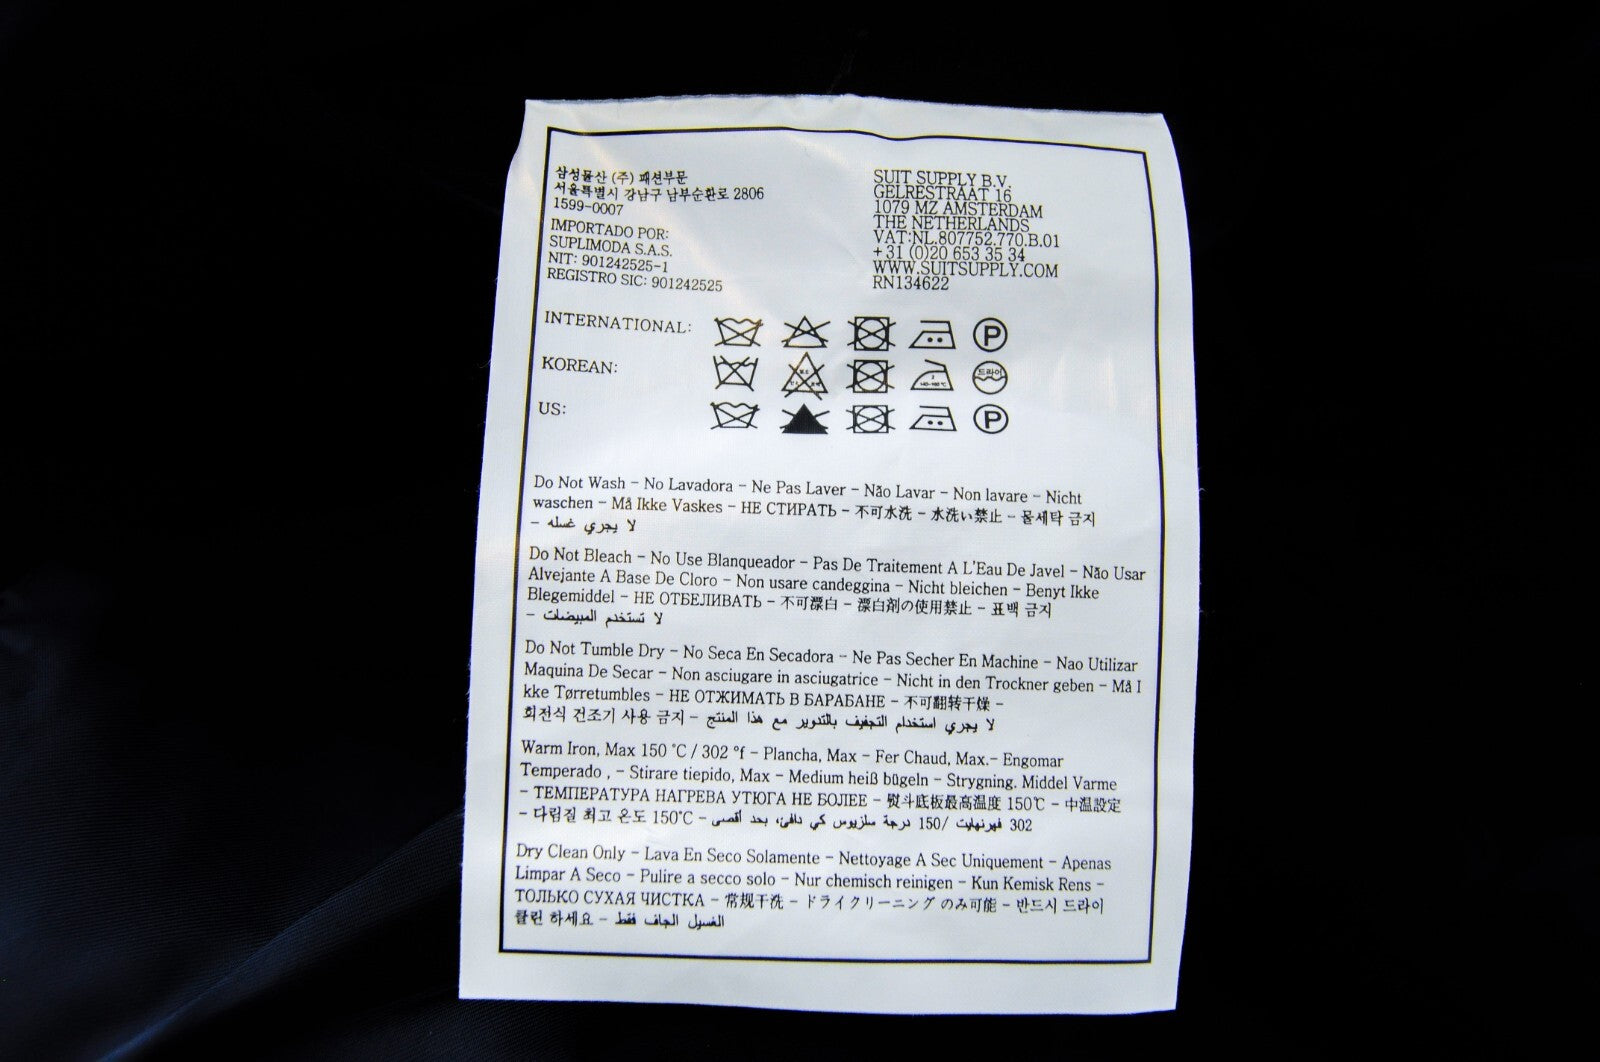 삼성물산 (주) 패션부문
서울특별시 강남구 남부순환로 2806
1599-0007
IMPORTADO POR:
SUPLIMODA S.A.S.
NIT: 901242525-1
REGISTRO SIC: 901242525
SUIT SUPPLY B.V.
GELRESTRAAT 16
1079 MZ AMSTERDAM
THE NETHERLANDS
VAT:NL.807752.770.B.01
+31 (0)20 653 35 34
WWW.SUITSUPPLY.COM
RN134622
INTERNATIONAL:
P
KOREAN:
드라이
US:
P
Do Not Wash - No Lavadora - Ne Pas Laver - Não Lavar - Non lavare - Nicht
waschen - Må Ikke Vaskes - НЕ СТИРАТЬ - 不可水洗 - 水洗い禁止 - 물세탁 금지
- لا يجري غسله
Do Not Bleach - No Use Blanqueador - Pas De Traitement A L'Eau De Javel - Não Usar
Alvejante A Base De Cloro - Non usare candeggina - Nicht bleichen - Benyt Ikke
Blegemiddel - НЕ ОТБЕЛИВАТЬ - 不可漂白 - 漂白剤の使用禁止 - 표백 금지
- لا تستخدم المبيضات
Do Not Tumble Dry - No Seca En Secadora - Ne Pas Secher En Machine - Nao Utilizar
Maquina De Secar - Non asciugare in asciugatrice - Nicht in den Trockner geben - Må I
kke Tørretumbles - НЕ ОТЖИМАТЬ В БАРАБАНЕ - 不可翻转干燥 -
회전식 건조기 사용 금지 - لا يجري استخدام التجفيف بالتدوير مع هذا المنتج
Warm Iron, Max 150 °C / 302 °f - Plancha, Max - Fer Chaud, Max.- Engomar
Temperado , - Stirare tiepido, Max - Medium heiß bügeln - Strygning. Middel Varme
- ТЕМПЕРАТУРА НАГРЕВА УТЮГА НЕ БОЛЕЕ - 熨斗底板最高温度 150℃ - 中温設定
- 다림질 최고 온도 150℃ - كي دافئ، بحد أقصى 150 درجة سلزيوس/ 302 فهرنهايت
Dry Clean Only - Lava En Seco Solamente - Nettoyage A Sec Uniquement - Apenas
Limpar A Seco - Pulire a secco solo - Nur chemisch reinigen - Kun Kemisk Rens -
ТОЛЬКО СУХАЯ ЧИСТКА - 常规干洗 - ドライクリーニング のみ可能 - 반드시 드라이
클린 하세요 - الغسيل الجاف فقط